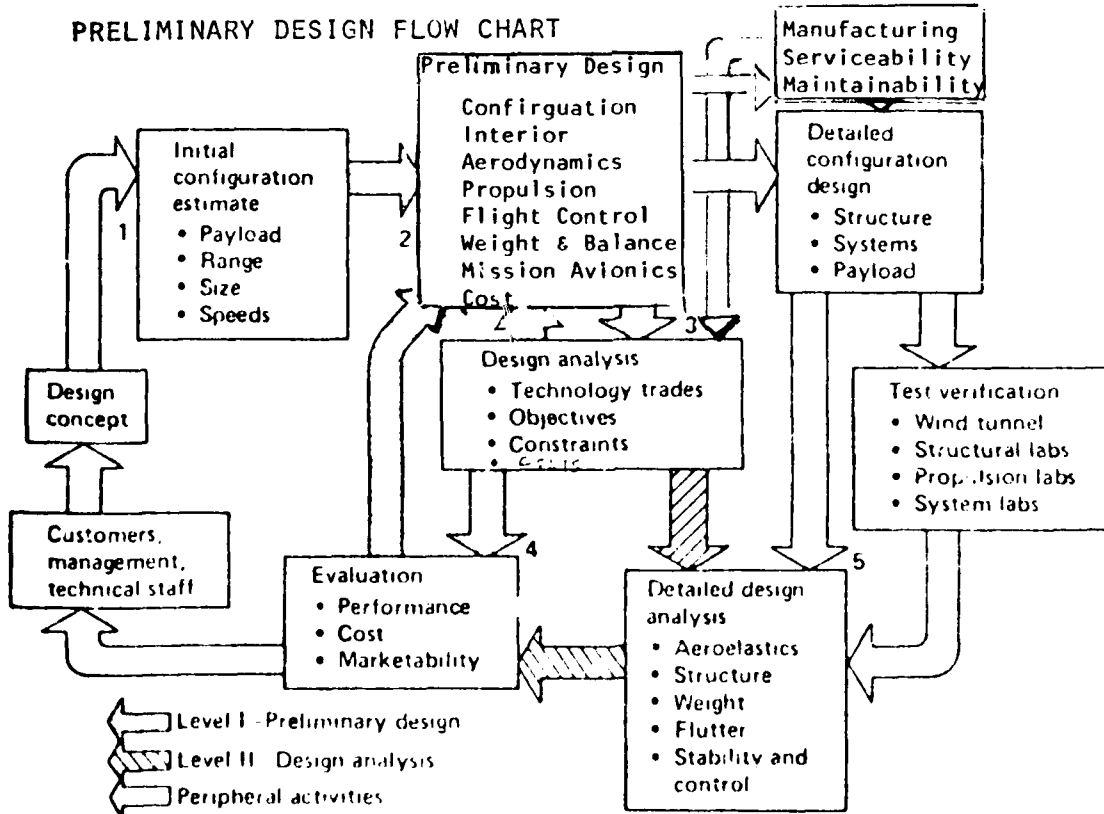 PRELIMINARY DESIGN FLOW CHART
Manufacturing
Serviceability
Maintainability
Preliminary Design
Confirguation
Interior
Aerodynamics
Propulsion
Flight Control
Weight & Balance
Mission Avionics
Cost
Initial
configuration
estimate
• Payload
• Range
• Size
• Speeds
1
2
3
Detailed
configuration
design
• Structure
• Systems
• Payload
Design
concept
Design analysis
• Technology trades
• Objectives
• Constraints
Test verification
• Wind tunnel
• Structural labs
• Propulsion labs
• System labs
Customers,
management,
technical staff
4
Evaluation
• Performance
• Cost
• Marketability
5
Detailed design
analysis
• Aeroelastics
• Structure
• Weight
• Flutter
• Stability and
control
Level I - Preliminary design
Level II Design analysis
Peripheral activities